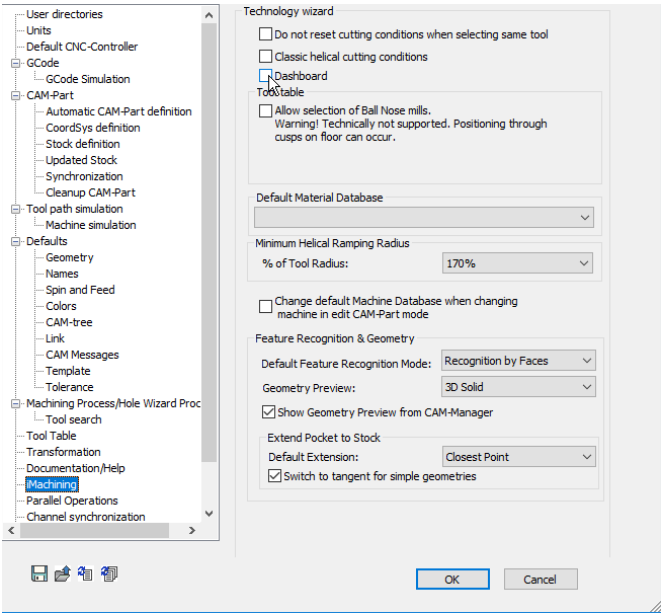 User directories
Units
Default CNC-Controller
GCode
GCode Simulation
CAM-Part
Automatic CAM-Part definition
CoordSys definition
Stock definition
Updated Stock
Synchronization
Cleanup CAM-Part
Tool path simulation
Machine simulation
Defaults
Geometry
Names
Spin and Feed
Colors
CAM-tree
Link
CAM Messages
Template
Tolerance
Machining Process/Hole Wizard Proc
Tool search
Tool Table
Transformation
Documentation/Help
iMachining
Parallel Operations
Channel synchronization
Technology wizard
Do not reset cutting conditions when selecting same tool
Classic helical cutting conditions
Dashboard
Tool table
Allow selection of Ball Nose mills.
Warning! Technically not supported. Positioning through
cusps on floor can occur.
Default Material Database
Minimum Helical Ramping Radius
% of Tool Radius: 170%
Change default Machine Database when changing
machine in edit CAM-Part mode
Feature Recognition & Geometry
Default Feature Recognition Mode: Recognition by Faces
Geometry Preview: 3D Solid
Show Geometry Preview from CAM-Manager
Extend Pocket to Stock
Default Extension: Closest Point
Switch to tangent for simple geometries
OK Cancel